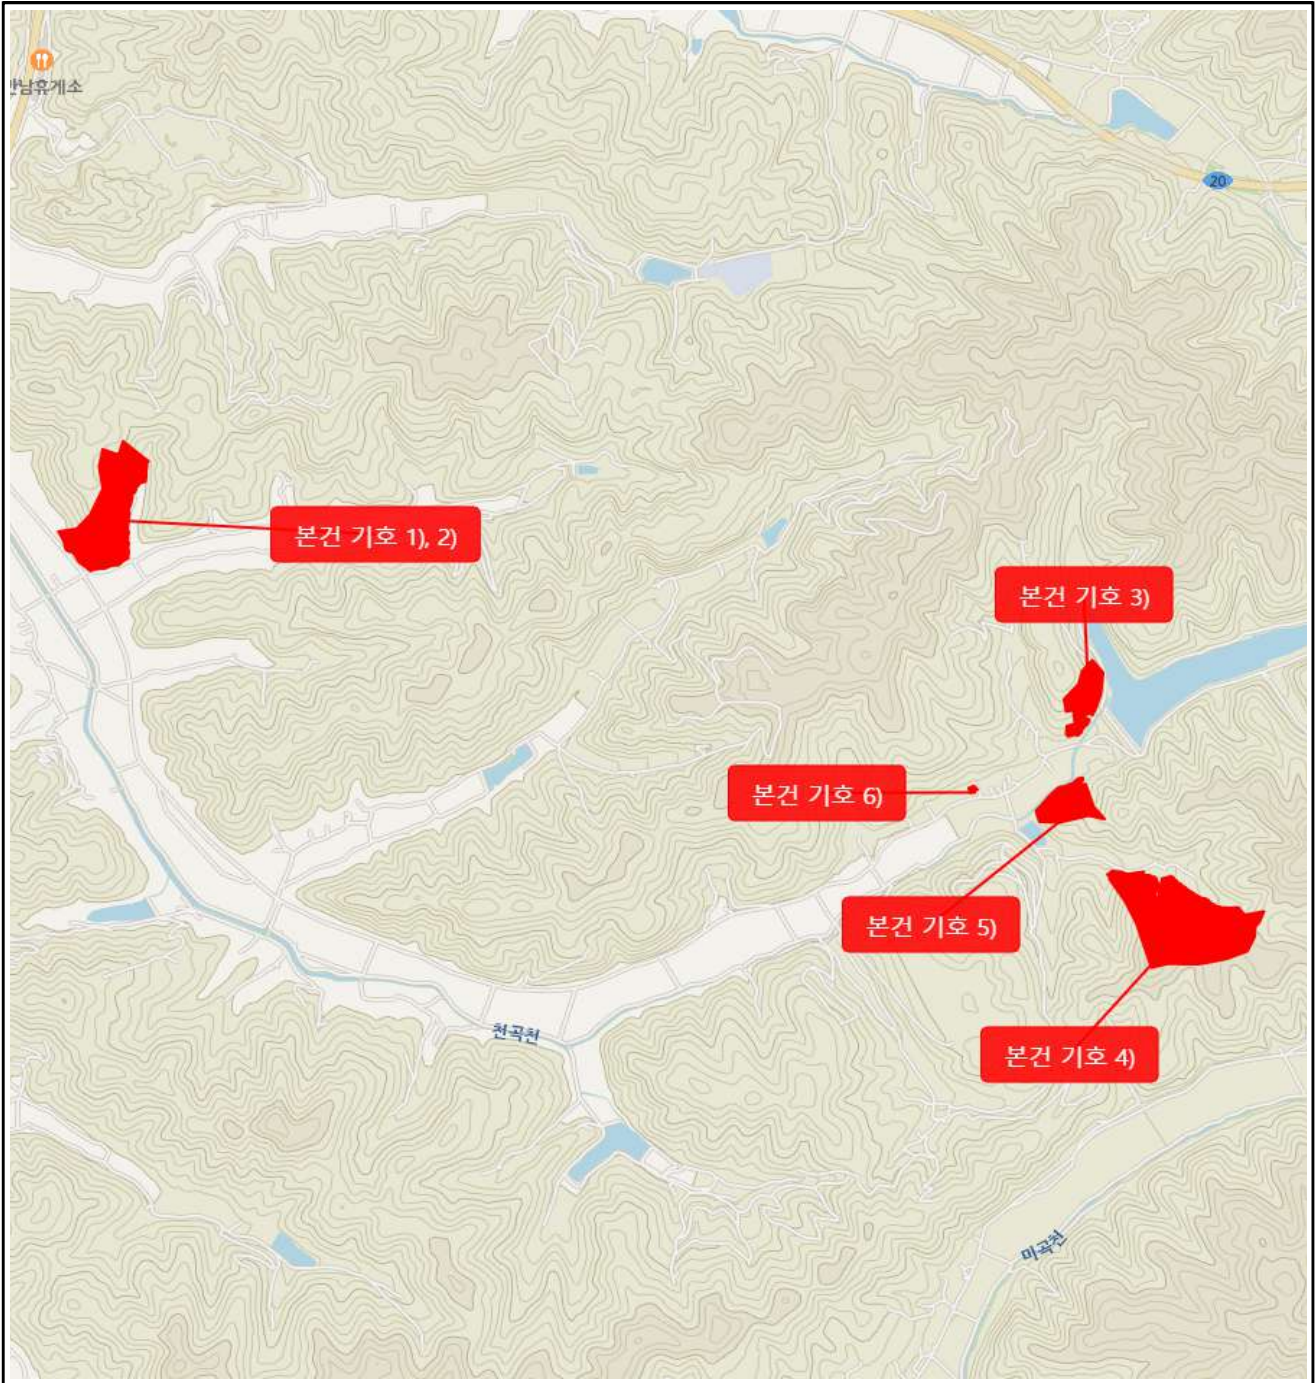 만남휴게소
20
본건 기호 1), 2)
본건 기호 3)
본건 기호 6)
본건 기호 5)
천곡천
본건 기호 4)
미곡천